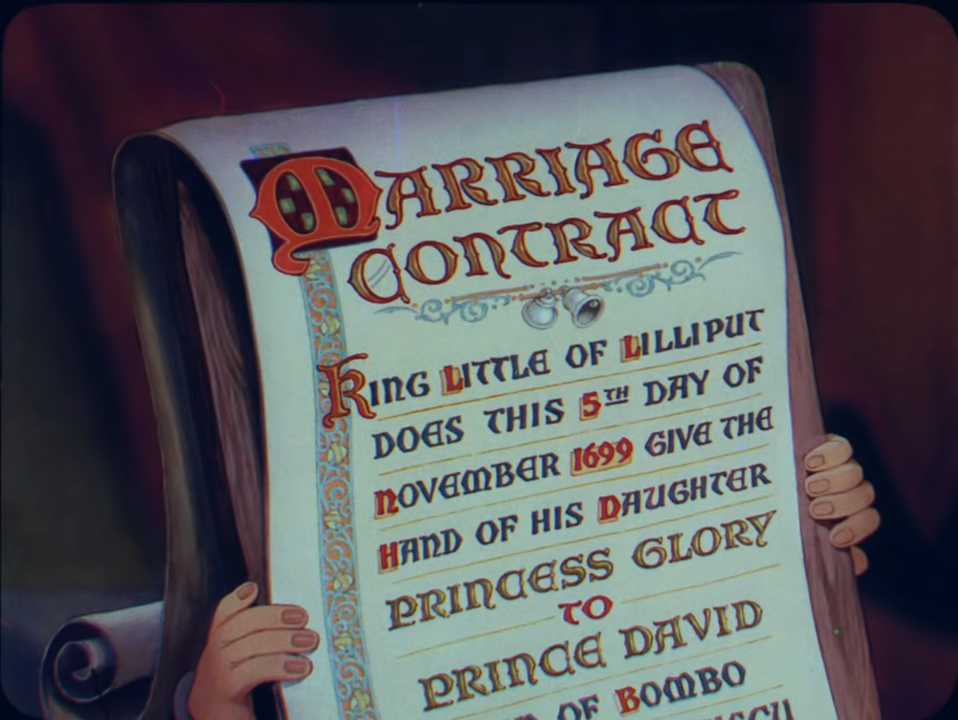 MARRIAGE
CONTRACT
KING LITTLE OF LILLIPUT
DOES THIS 5TH DAY OF
NOVEMBER 1699 GIVE THE
HAND OF HIS DAUGHTER
PRINCESS GLORY
TO
PRINCE DAVID
OF BOMBO